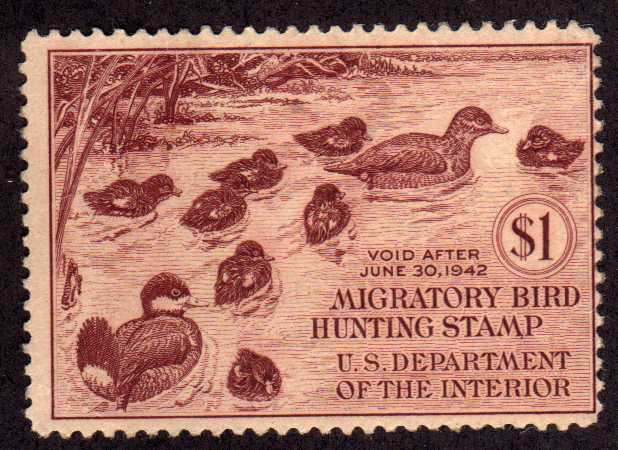 $1
VOID AFTER
JUNE 30, 1942
MIGRATORY BIRD
HUNTING STAMP
U.S. DEPARTMENT
OF THE INTERIOR